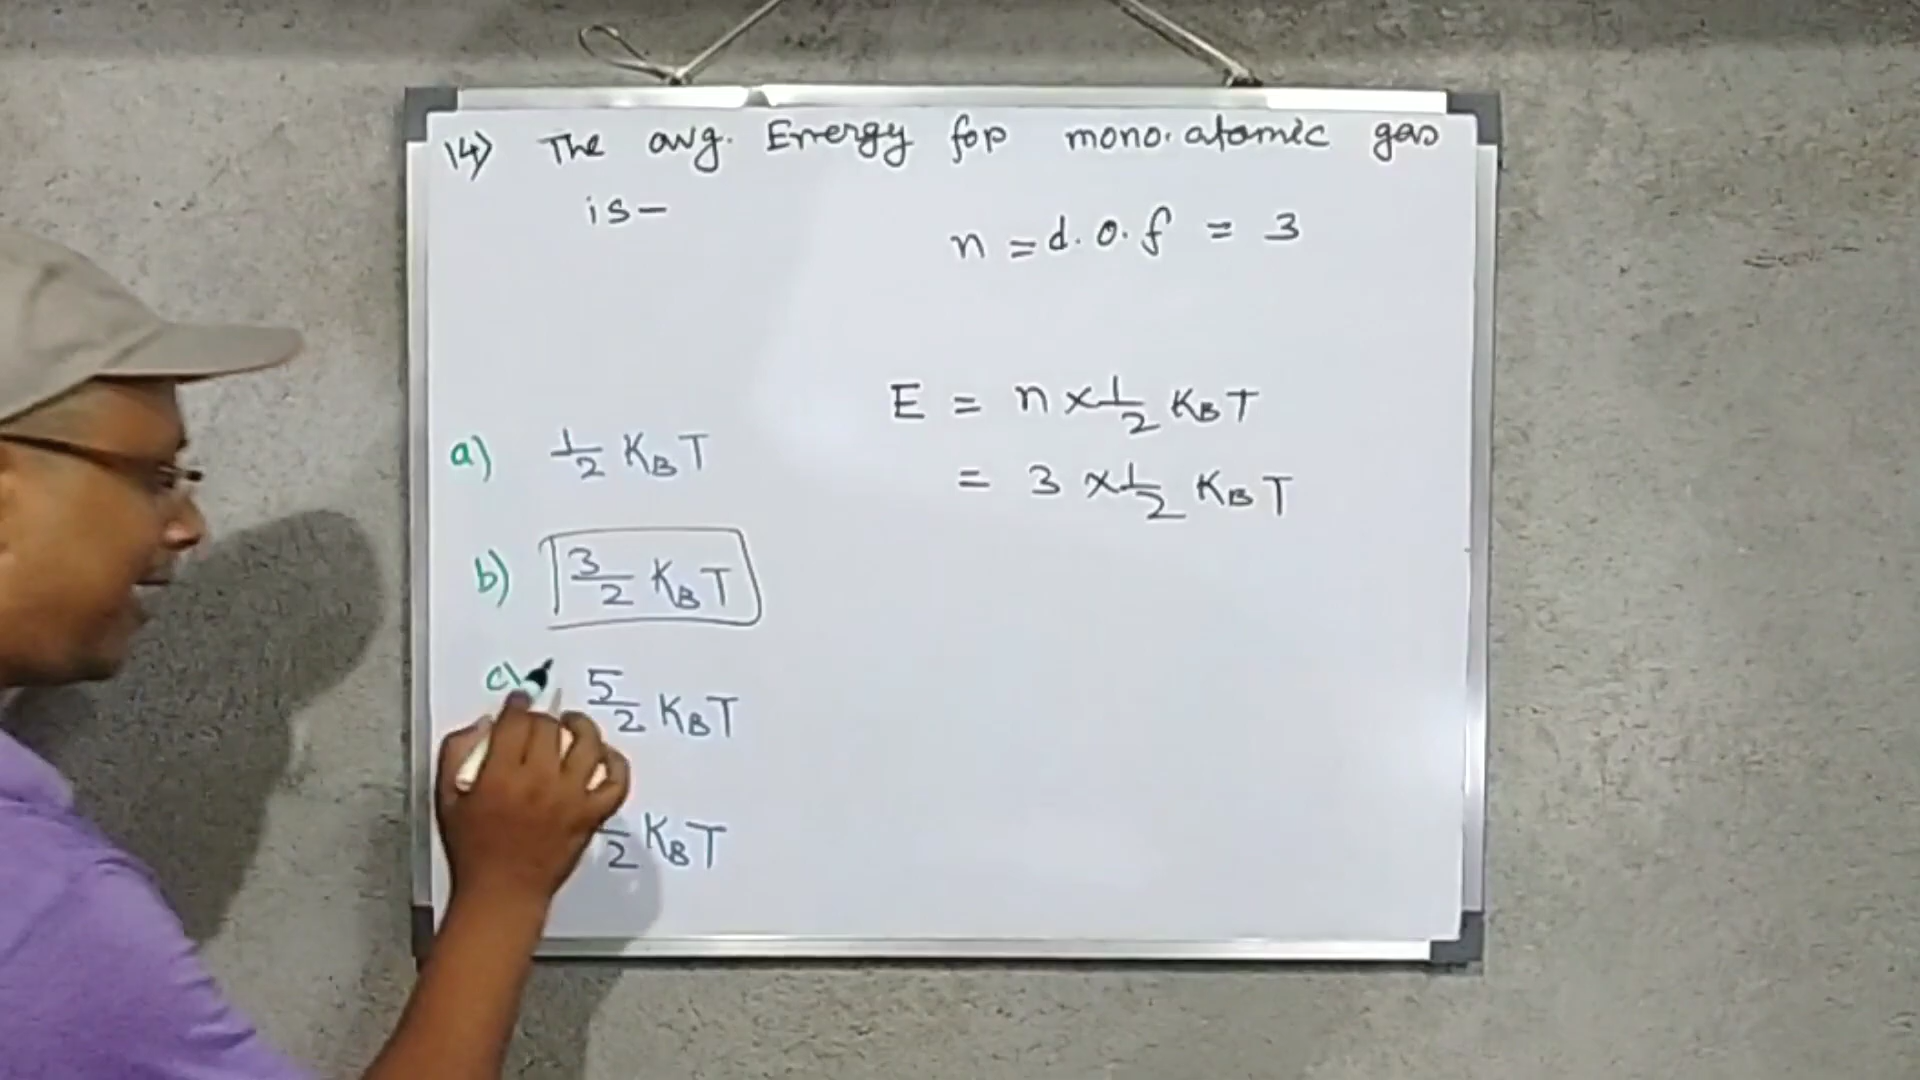 14) The avg. Energy for mono.atomic gas
is-
n = d.o.f = 3
E = n × 1/2 KBT
= 3 × 1/2 KBT
a) 1/2 KBT
b) 3/2 KBT
c) 5/2 KBT
2 KBT